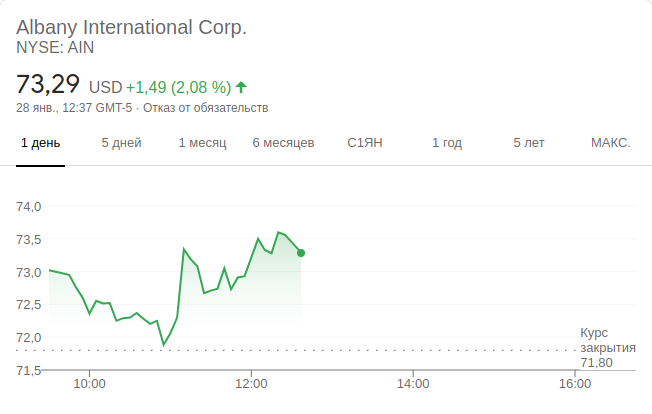 Albany International Corp.
NYSE: AIN
73,29 USD +1,49 (2,08 %)
28 янв., 12:37 GMT-5 · Отказ от обязательств
1 день 5 дней 1 месяц 6 месяцев С1ЯН 1 год 5 лет МАКС.
74,0
73,5
73,0
72,5
72,0
71,5
Курс
закрытия
71,80
10:00 12:00 14:00 16:00